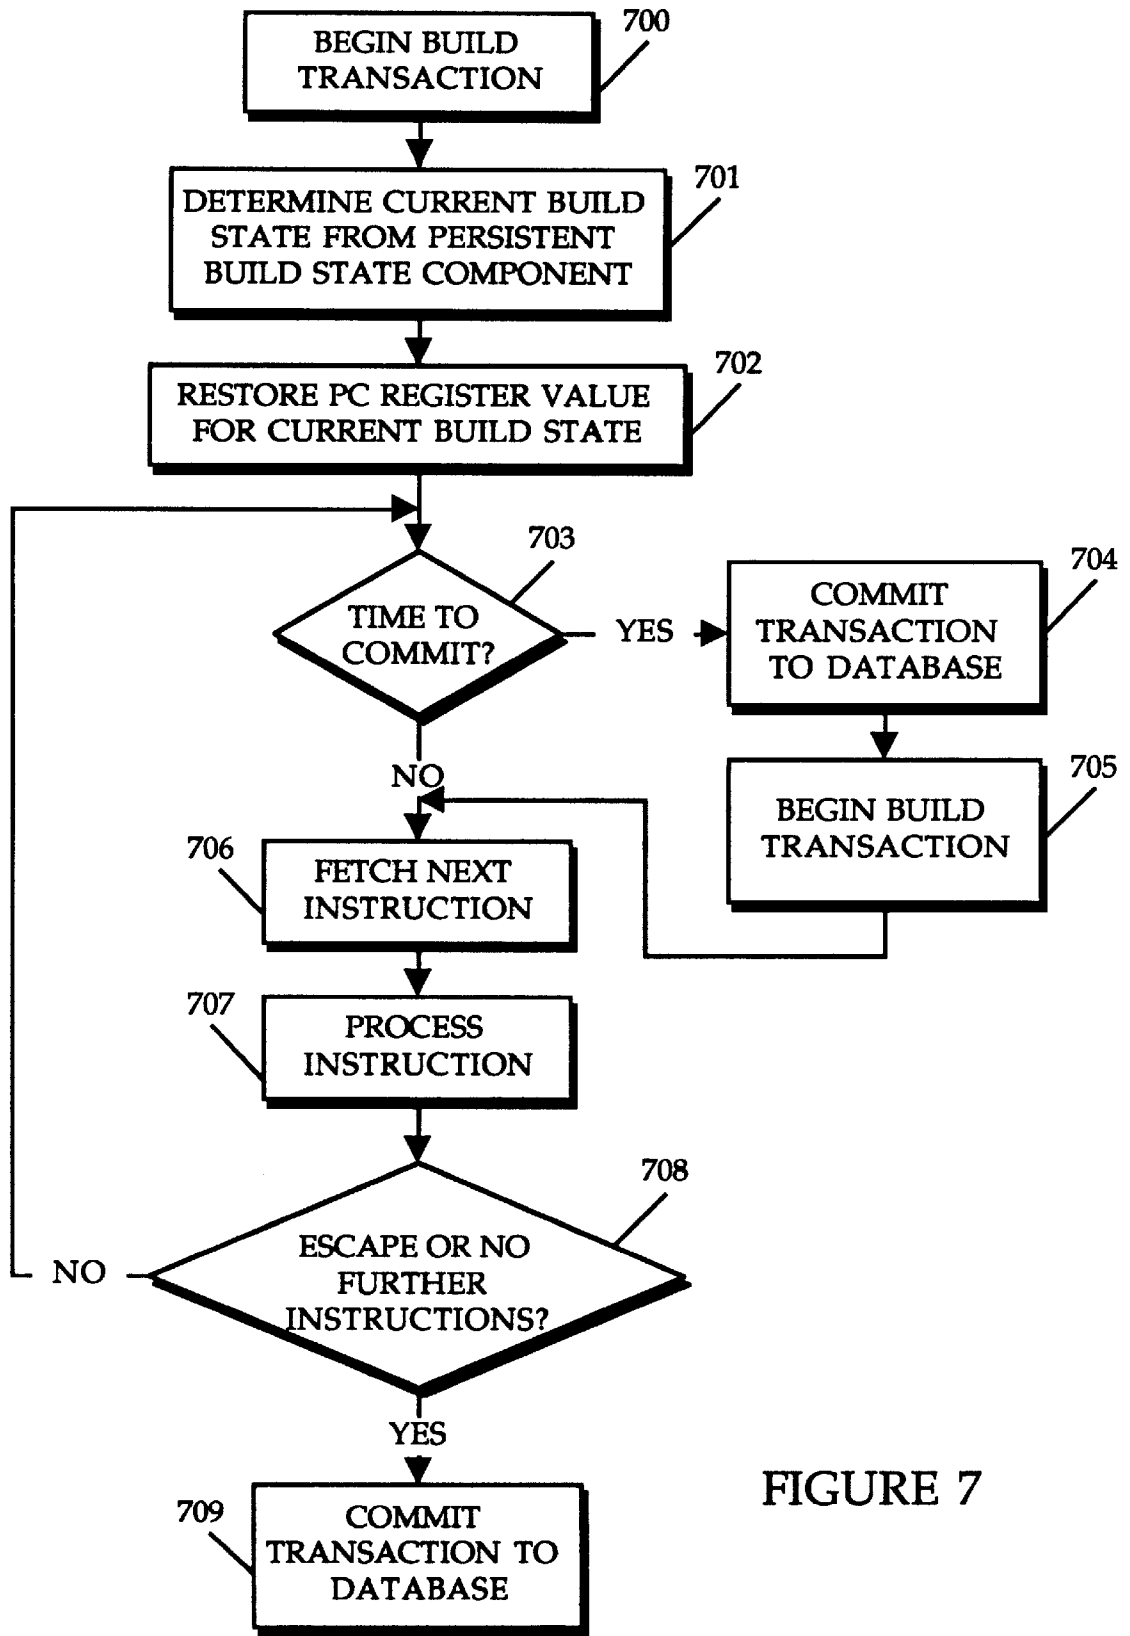 700
BEGIN BUILD
TRANSACTION
701
DETERMINE CURRENT BUILD
STATE FROM PERSISTENT
BUILD STATE COMPONENT
702
RESTORE PC REGISTER VALUE
FOR CURRENT BUILD STATE
703
TIME TO
COMMIT?
YES
704
COMMIT
TRANSACTION
TO DATABASE
NO
705
BEGIN BUILD
TRANSACTION
706
FETCH NEXT
INSTRUCTION
707
PROCESS
INSTRUCTION
708
ESCAPE OR NO
FURTHER
INSTRUCTIONS?
NO
YES
709
COMMIT
TRANSACTION TO
DATABASE
FIGURE 7